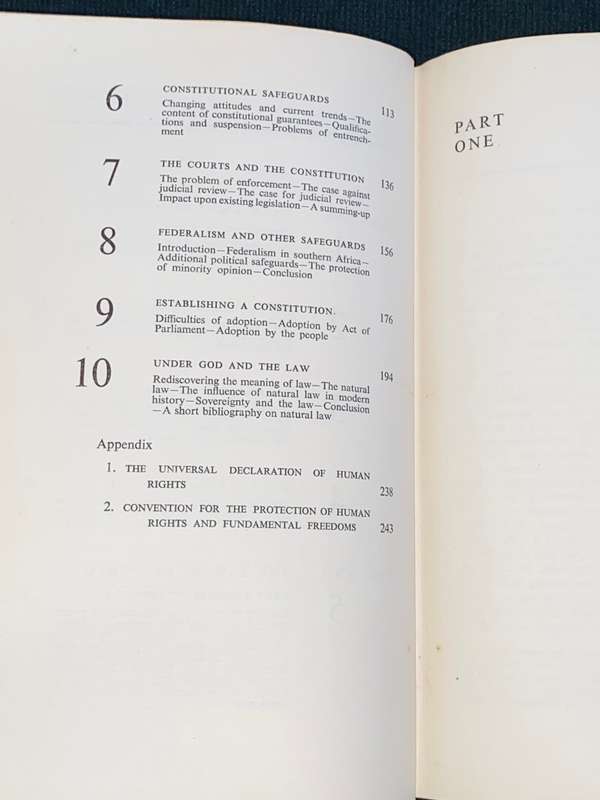 6 CONSTITUTIONAL SAFEGUARDS 113
Changing attitudes and current trends—The
content of constitutional guarantees—Qualifica-
tions and suspension—Problems of entrench-
ment
7 THE COURTS AND THE CONSTITUTION 136
The problem of enforcement—The case against
judicial review—The case for judicial review—
Impact upon existing legislation—A summing-up
8 FEDERALISM AND OTHER SAFEGUARDS 156
Introduction—Federalism in southern Africa—
Additional political safeguards—The protection
of minority opinion—Conclusion
9 ESTABLISHING A CONSTITUTION. 176
Difficulties of adoption—Adoption by Act of
Parliament—Adoption by the people
10 UNDER GOD AND THE LAW 194
Rediscovering the meaning of law—The natural
law—The influence of natural law in modern
history—Sovereignty and the law—Conclusion
—A short bibliography on natural law
Appendix
1. THE UNIVERSAL DECLARATION OF HUMAN
RIGHTS 238
2. CONVENTION FOR THE PROTECTION OF HUMAN
RIGHTS AND FUNDAMENTAL FREEDOMS 243
PART
ONE